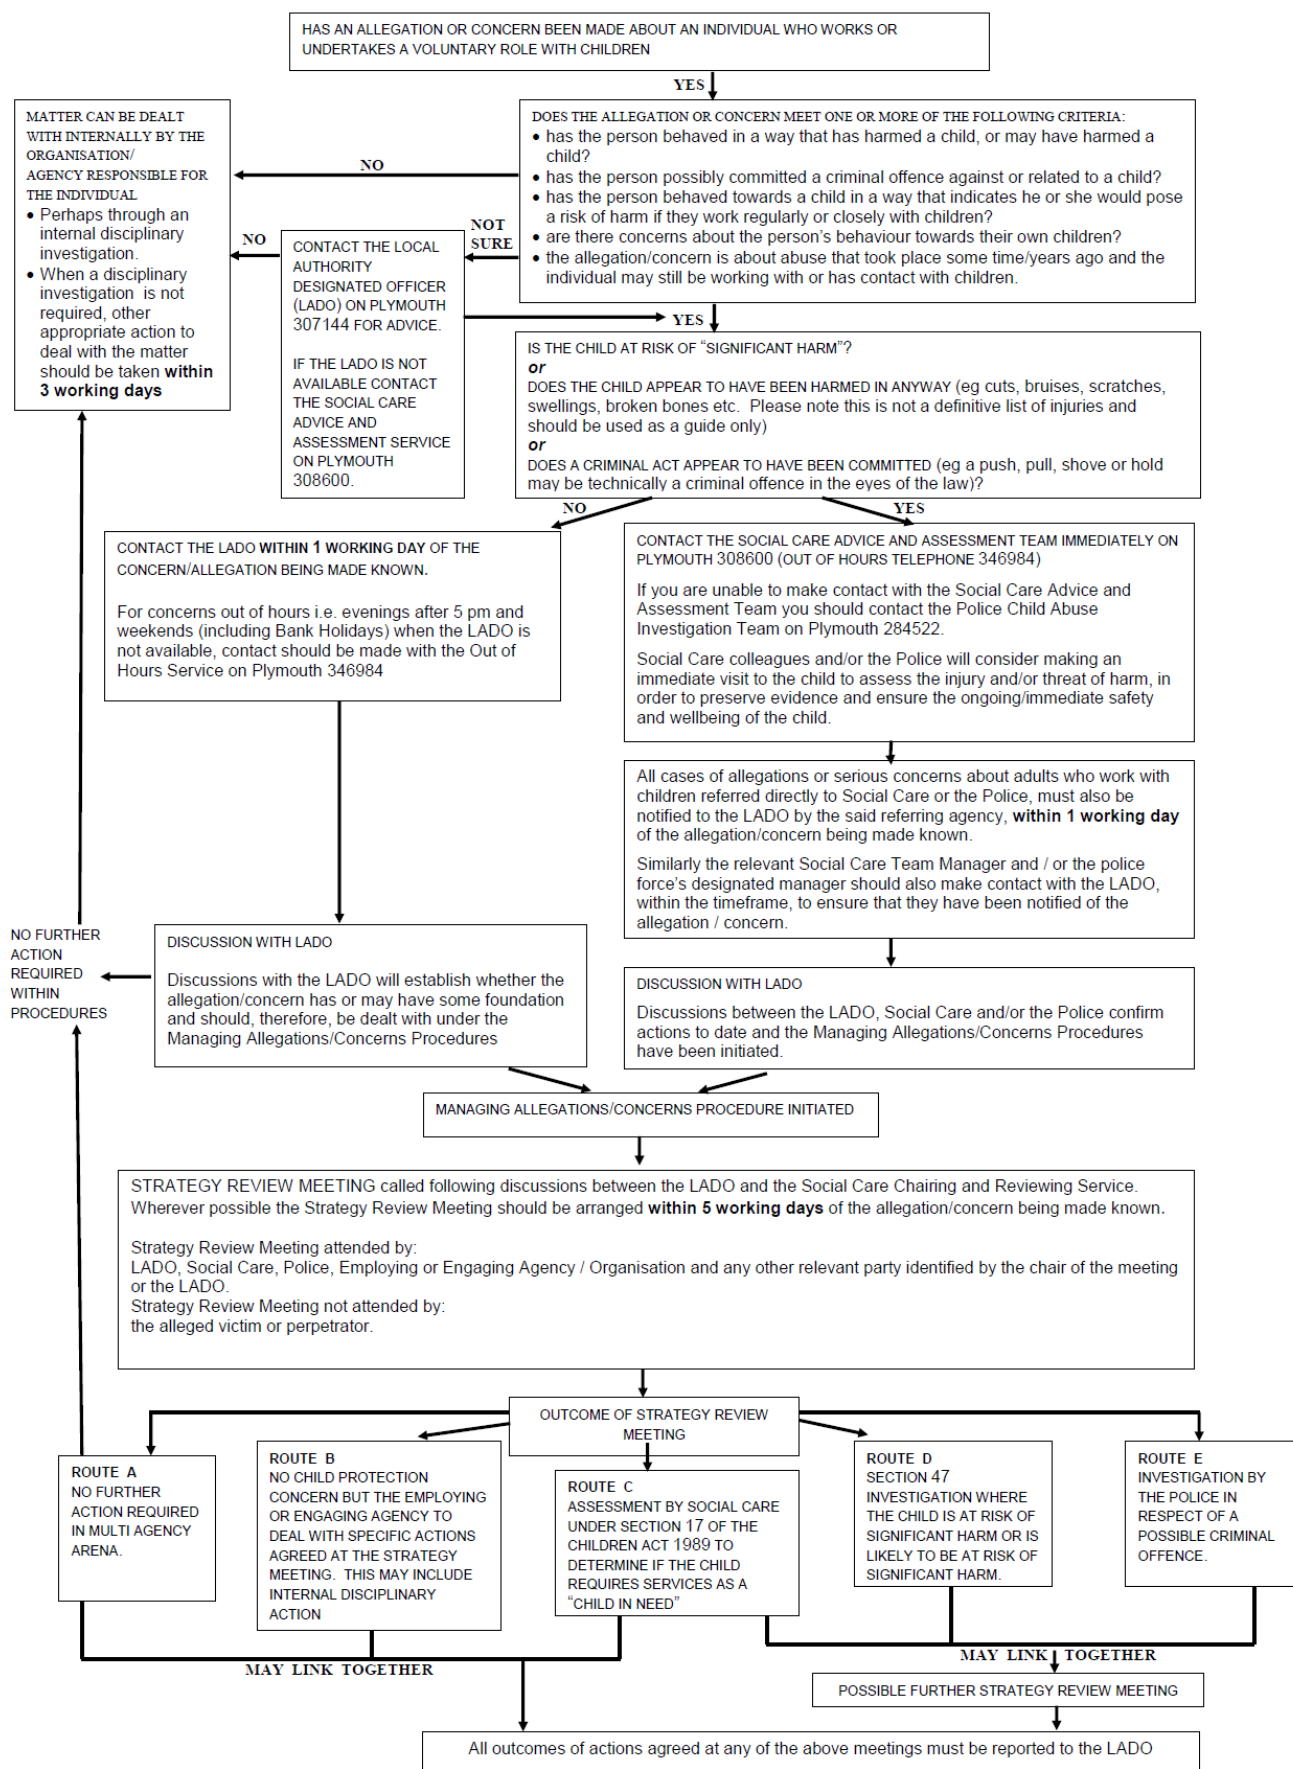 HAS AN ALLEGATION OR CONCERN BEEN MADE ABOUT AN INDIVIDUAL WHO WORKS OR
UNDERTAKES A VOLUNTARY ROLE WITH CHILDREN
YES
MATTER CAN BE DEALT
WITH INTERNALLY BY THE
ORGANISATION/
AGENCY RESPONSIBLE FOR
THE INDIVIDUAL
• Perhaps through an
internal disciplinary
investigation.
• When a disciplinary
investigation is not
required, other
appropriate action to
deal with the matter
should be taken within
3 working days
NO
DOES THE ALLEGATION OR CONCERN MEET ONE OR MORE OF THE FOLLOWING CRITERIA:
• has the person behaved in a way that has harmed a child, or may have harmed a
child?
• has the person possibly committed a criminal offence against or related to a child?
• has the person behaved towards a child in a way that indicates he or she would pose
a risk of harm if they work regularly or closely with children?
• are there concerns about the person's behaviour towards their own children?
• the allegation/concern is about abuse that took place some time/years ago and the
individual may still be working with or has contact with children.
NO
NOT
SURE
CONTACT THE LOCAL
AUTHORITY
DESIGNATED OFFICER
(LADO) ON PLYMOUTH
307144 FOR ADVICE.
IF THE LADO IS NOT
AVAILABLE CONTACT
THE SOCIAL CARE
ADVICE AND
ASSESSMENT SERVICE
ON PLYMOUTH
308600.
YES
IS THE CHILD AT RISK OF "SIGNIFICANT HARM"?
or
DOES THE CHILD APPEAR TO HAVE BEEN HARMED IN ANYWAY (eg cuts, bruises, scratches,
swellings, broken bones etc. Please note this is not a definitive list of injuries and
should be used as a guide only)
or
DOES A CRIMINAL ACT APPEAR TO HAVE BEEN COMMITTED (eg a push, pull, shove or hold
may be technically a criminal offence in the eyes of the law)?
NO
YES
CONTACT THE LADO WITHIN 1 WORKING DAY OF THE
CONCERN/ALLEGATION BEING MADE KNOWN.
For concerns out of hours i.e. evenings after 5 pm and
weekends (including Bank Holidays) when the LADO is
not available, contact should be made with the Out of
Hours Service on Plymouth 346984
CONTACT THE SOCIAL CARE ADVICE AND ASSESSMENT TEAM IMMEDIATELY ON
PLYMOUTH 308600 (OUT OF HOURS TELEPHONE 346984)
If you are unable to make contact with the Social Care Advice and
Assessment Team you should contact the Police Child Abuse
Investigation Team on Plymouth 284522.
Social Care colleagues and/or the Police will consider making an
immediate visit to the child to assess the injury and/or threat of harm, in
order to preserve evidence and ensure the ongoing/immediate safety
and wellbeing of the child.
All cases of allegations or serious concerns about adults who work with
children referred directly to Social Care or the Police, must also be
notified to the LADO by the said referring agency, within 1 working day
of the allegation/concern being made known.
Similarly the relevant Social Care Team Manager and / or the police
force's designated manager should also make contact with the LADO,
within the timeframe, to ensure that they have been notified of the
allegation / concern.
NO FURTHER
ACTION
REQUIRED
WITHIN
PROCEDURES
DISCUSSION WITH LADO
Discussions with the LADO will establish whether the
allegation/concern has or may have some foundation
and should, therefore, be dealt with under the
Managing Allegations/Concerns Procedures
DISCUSSION WITH LADO
Discussions between the LADO, Social Care and/or the Police confirm
actions to date and the Managing Allegations/Concerns Procedures
have been initiated.
MANAGING ALLEGATIONS/CONCERNS PROCEDURE INITIATED
STRATEGY REVIEW MEETING called following discussions between the LADO and the Social Care Chairing and Reviewing Service.
Wherever possible the Strategy Review Meeting should be arranged within 5 working days of the allegation/concern being made known.
Strategy Review Meeting attended by:
LADO, Social Care, Police, Employing or Engaging Agency / Organisation and any other relevant party identified by the chair of the meeting
or the LADO.
Strategy Review Meeting not attended by:
the alleged victim or perpetrator.
OUTCOME OF STRATEGY REVIEW
MEETING
ROUTE A
NO FURTHER
ACTION REQUIRED
IN MULTI AGENCY
ARENA.
ROUTE B
NO CHILD PROTECTION
CONCERN BUT THE EMPLOYING
OR ENGAGING AGENCY TO
DEAL WITH SPECIFIC ACTIONS
AGREED AT THE STRATEGY
MEETING. THIS MAY INCLUDE
INTERNAL DISCIPLINARY
ACTION
ROUTE C
ASSESSMENT BY SOCIAL CARE
UNDER SECTION 17 OF THE
CHILDREN ACT 1989 TO
DETERMINE IF THE CHILD
REQUIRES SERVICES AS A
"CHILD IN NEED"
ROUTE D
SECTION 47
INVESTIGATION WHERE
THE CHILD IS AT RISK OF
SIGNIFICANT HARM OR IS
LIKELY TO BE AT RISK OF
SIGNIFICANT HARM.
ROUTE E
INVESTIGATION BY
THE POLICE IN
RESPECT OF A
POSSIBLE CRIMINAL
OFFENCE.
MAY LINK TOGETHER
MAY LINK TOGETHER
POSSIBLE FURTHER STRATEGY REVIEW MEETING
All outcomes of actions agreed at any of the above meetings must be reported to the LADO